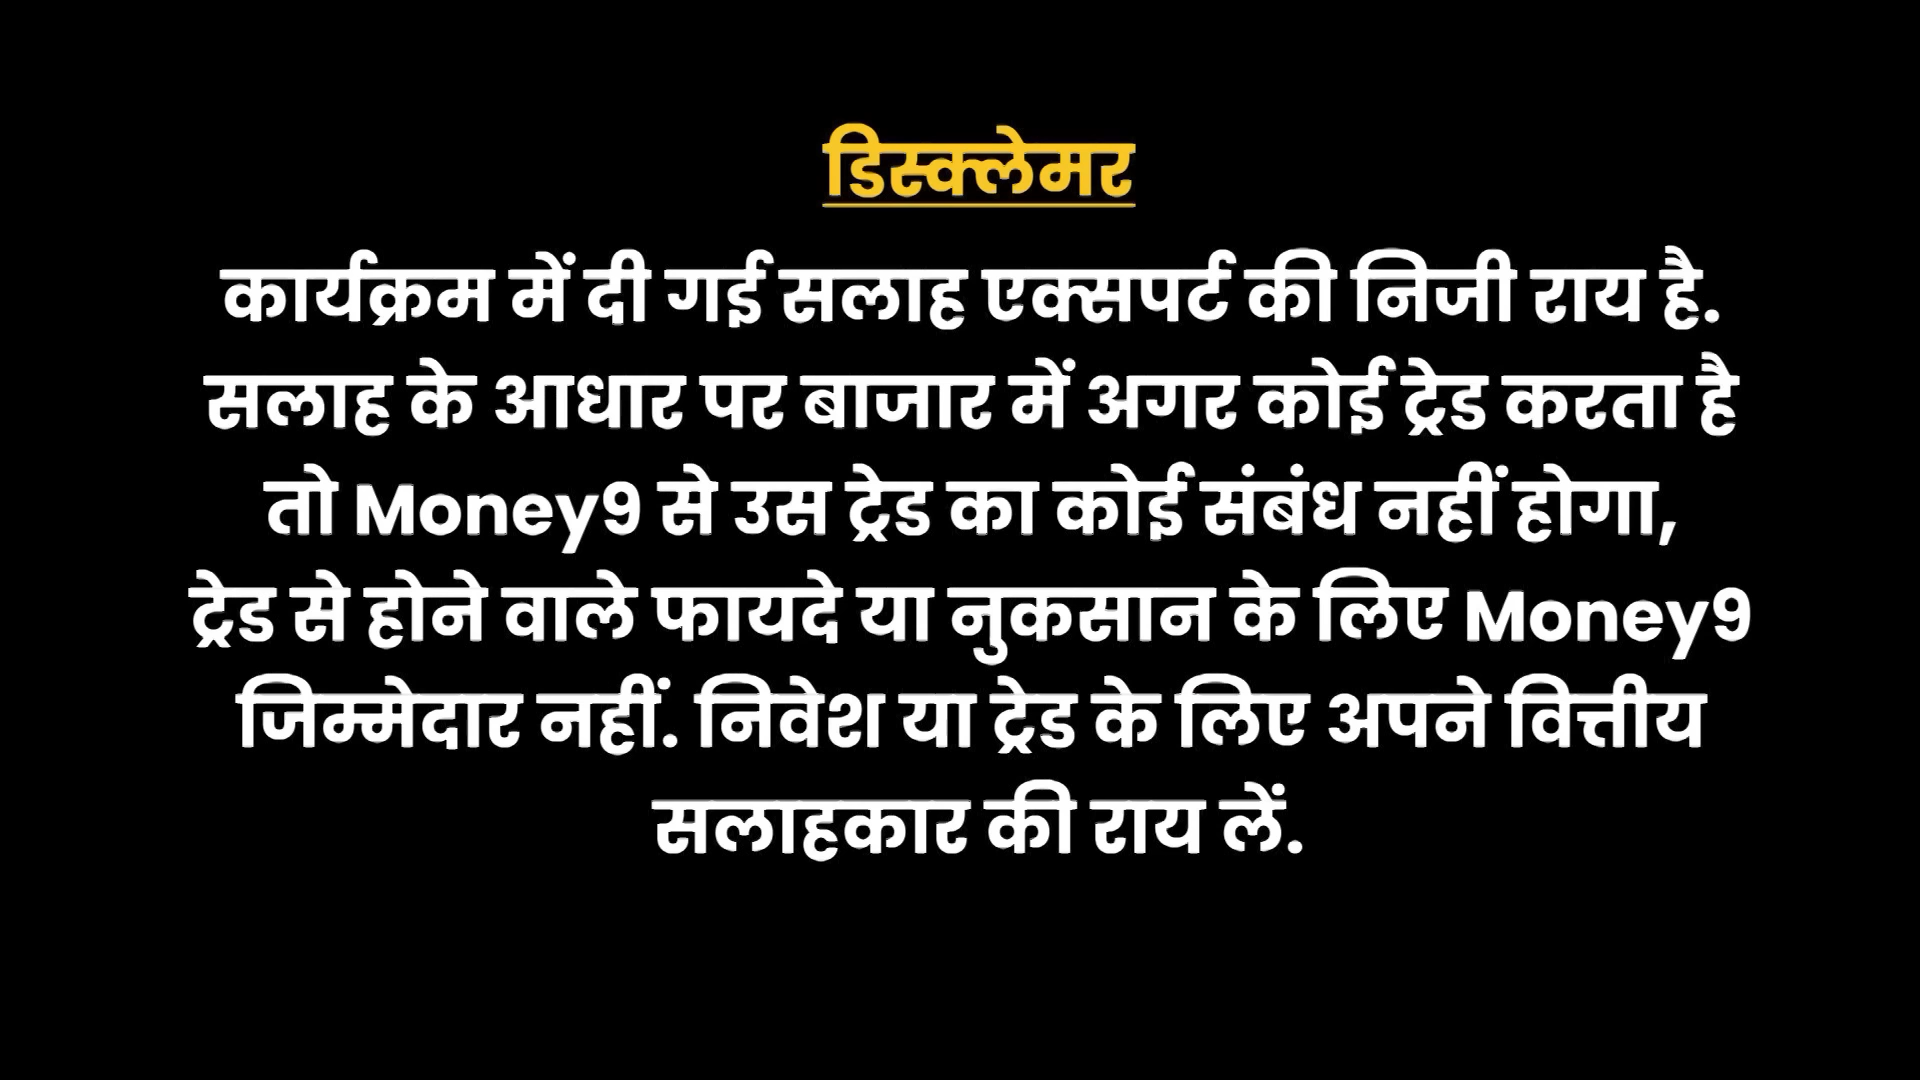 डिस्क्लेमर
कार्यक्रम में दी गई सलाह एक्सपर्ट की निजी राय है.
सलाह के आधार पर बाजार में अगर कोई ट्रेड करता है
तो Money9 से उस ट्रेड का कोई संबंध नहीं होगा,
ट्रेड से होने वाले फायदे या नुकसान के लिए Money9
जिम्मेदार नहीं. निवेश या ट्रेड के लिए अपने वित्तीय
सलाहकार की राय लें.